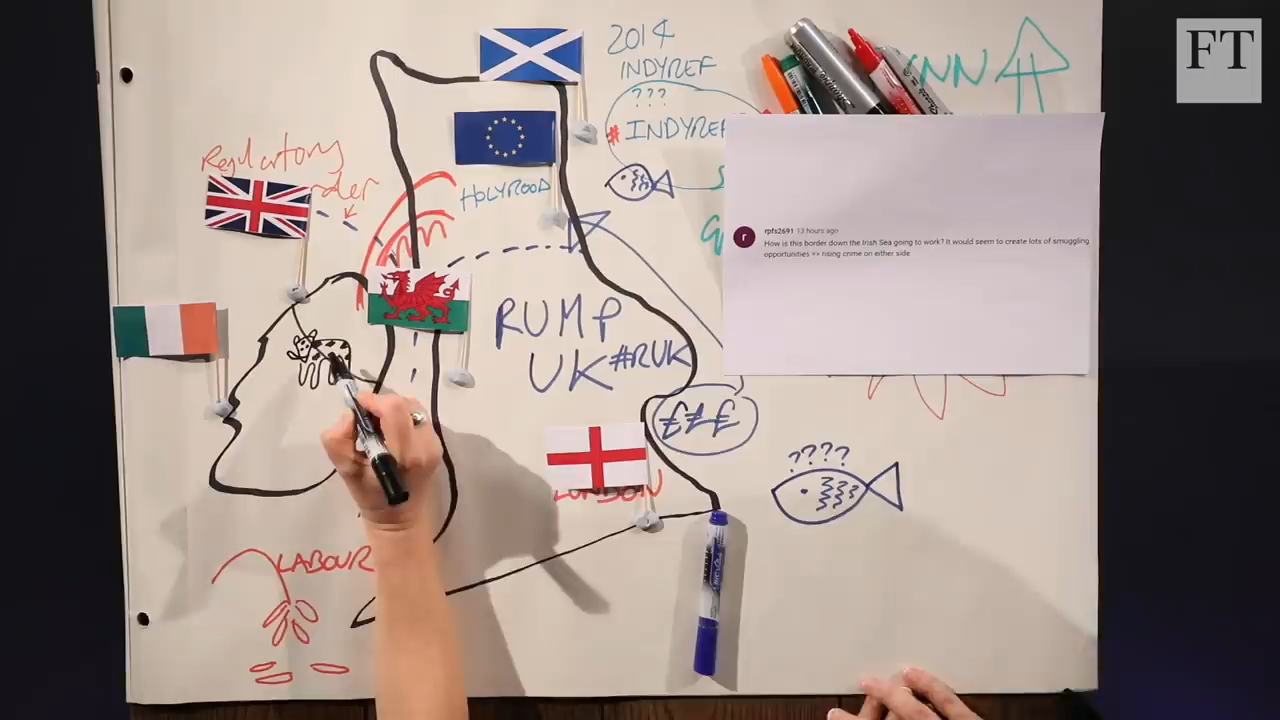 FT
2014
INDYREF
???
#INDYREF
NN
Regulatory
HOLYROOD
rpfs2691 13 hours ago
How is this border down the Irish Sea going to work? It would seem to create lots of smuggling
opportunities => rising crime on either side
r
RUMP
UK #RUK
£≠£
LONDON
????
LABOUR